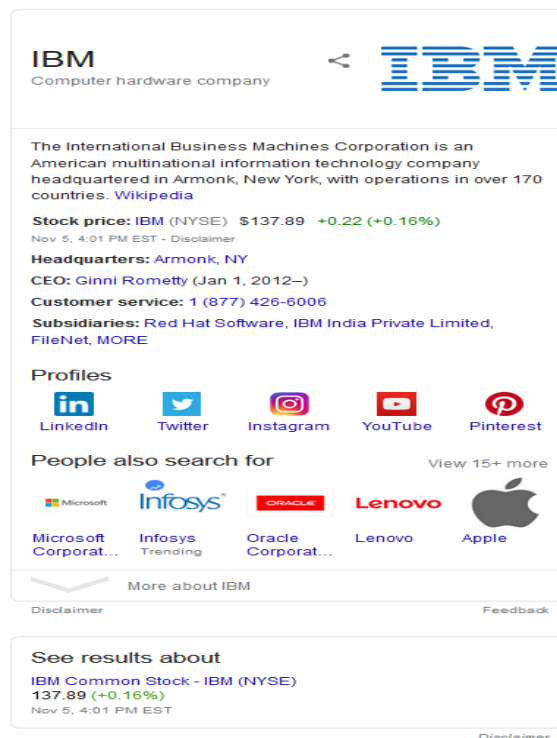 IBM
IBM
Computer hardware company
The International Business Machines Corporation is an
American multinational information technology company
headquartered in Armonk, New York, with operations in over 170
countries. Wikipedia
Stock price: IBM (NYSE) $137.89 +0.22 (+0.16%)
Nov 5, 4:01 PM EST - Disclaimer
Headquarters: Armonk, NY
CEO: Ginni Rometty (Jan 1, 2012–)
Customer service: 1 (877) 426-6006
Subsidiaries: Red Hat Software, IBM India Private Limited,
FileNet, MORE
Profiles
in
LinkedIn Twitter Instagram YouTube Pinterest
People also search for View 15+ more
Microsoft Infosys ORACLE Lenovo
Microsoft Corporat...
Infosys
Trending
Oracle Corporat...
Lenovo
Apple
More about IBM
Disclaimer Feedback
See results about
IBM Common Stock - IBM (NYSE)
137.89 (+0.16%)
Nov 5, 4:01 PM EST
Disclaimer